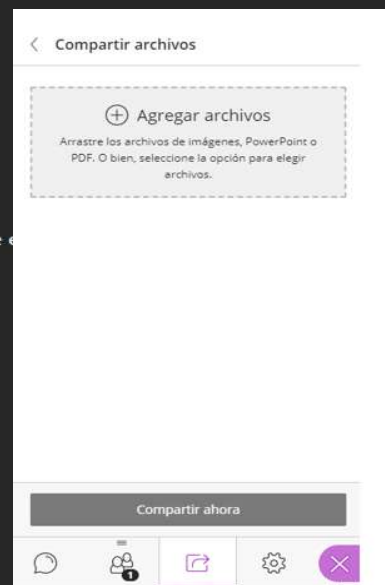 Compartir archivos
Agregar archivos
Arrastre los archivos de imágenes, PowerPoint o
PDF. O bien, seleccione la opción para elegir
archivos.
Compartir ahora
1